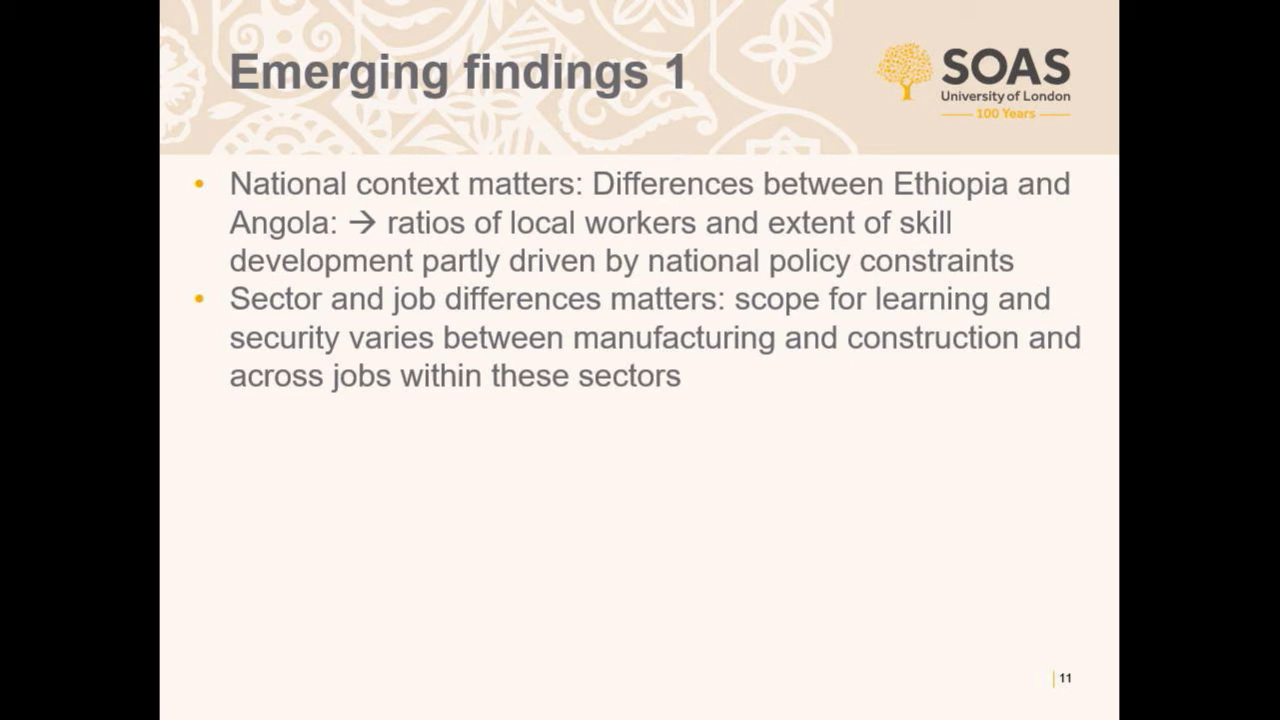 Emerging findings 1
SOAS
University of London
100 Years
• National context matters: Differences between Ethiopia and
Angola: → ratios of local workers and extent of skill
development partly driven by national policy constraints
• Sector and job differences matters: scope for learning and
security varies between manufacturing and construction and
across jobs within these sectors
11